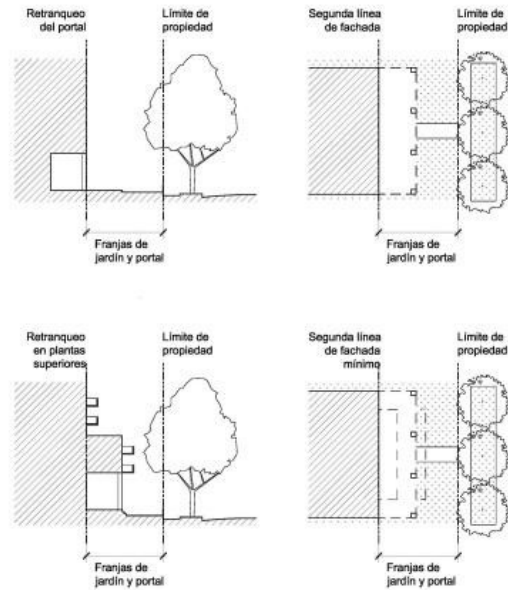 Retranqueo
del portal
Límite de
propiedad
Segunda línea
de fachada
Límite de
propiedad
Franjas de
jardín y portal
Franjas de
jardín y portal
Retranqueo
en plantas
superiores
Límite de
propiedad
Segunda línea
de fachada
mínimo
Límite de
propiedad
Franjas de
jardín y portal
Franjas de
jardín y portal